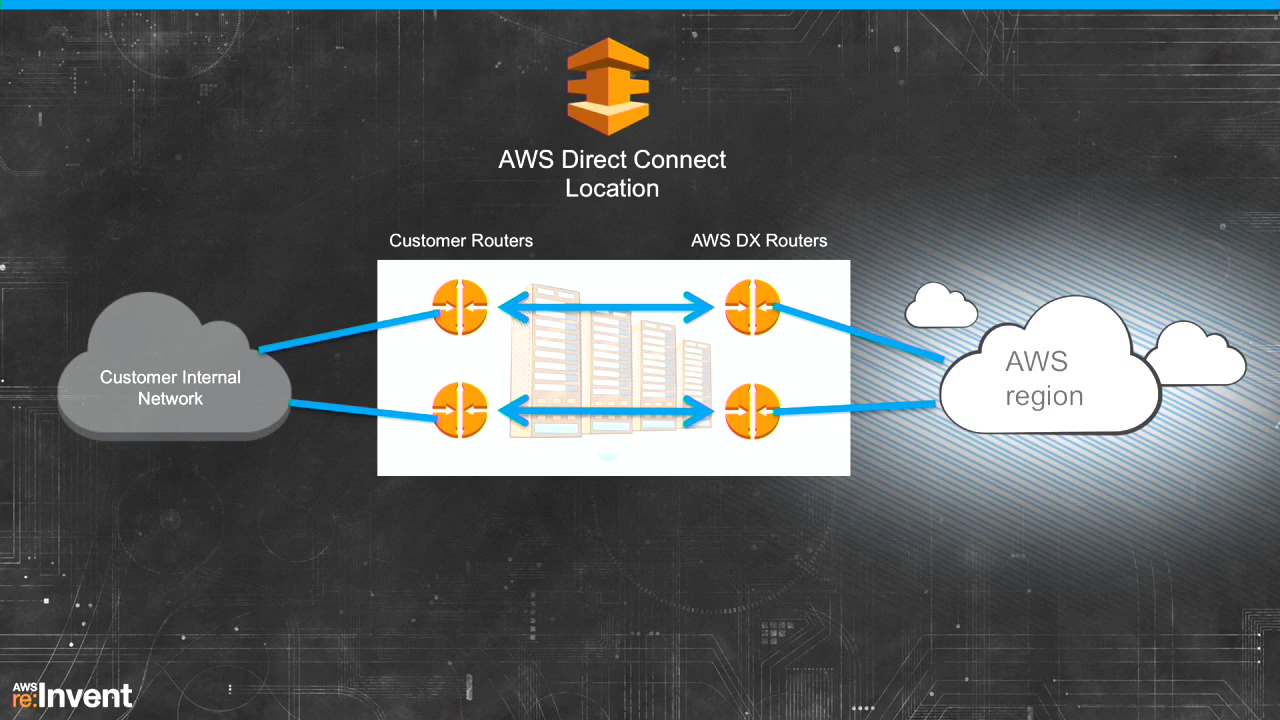 AWS Direct Connect
Location
Customer Routers
AWS DX Routers
Customer Internal
Network
AWS
region
AWS
re:Invent